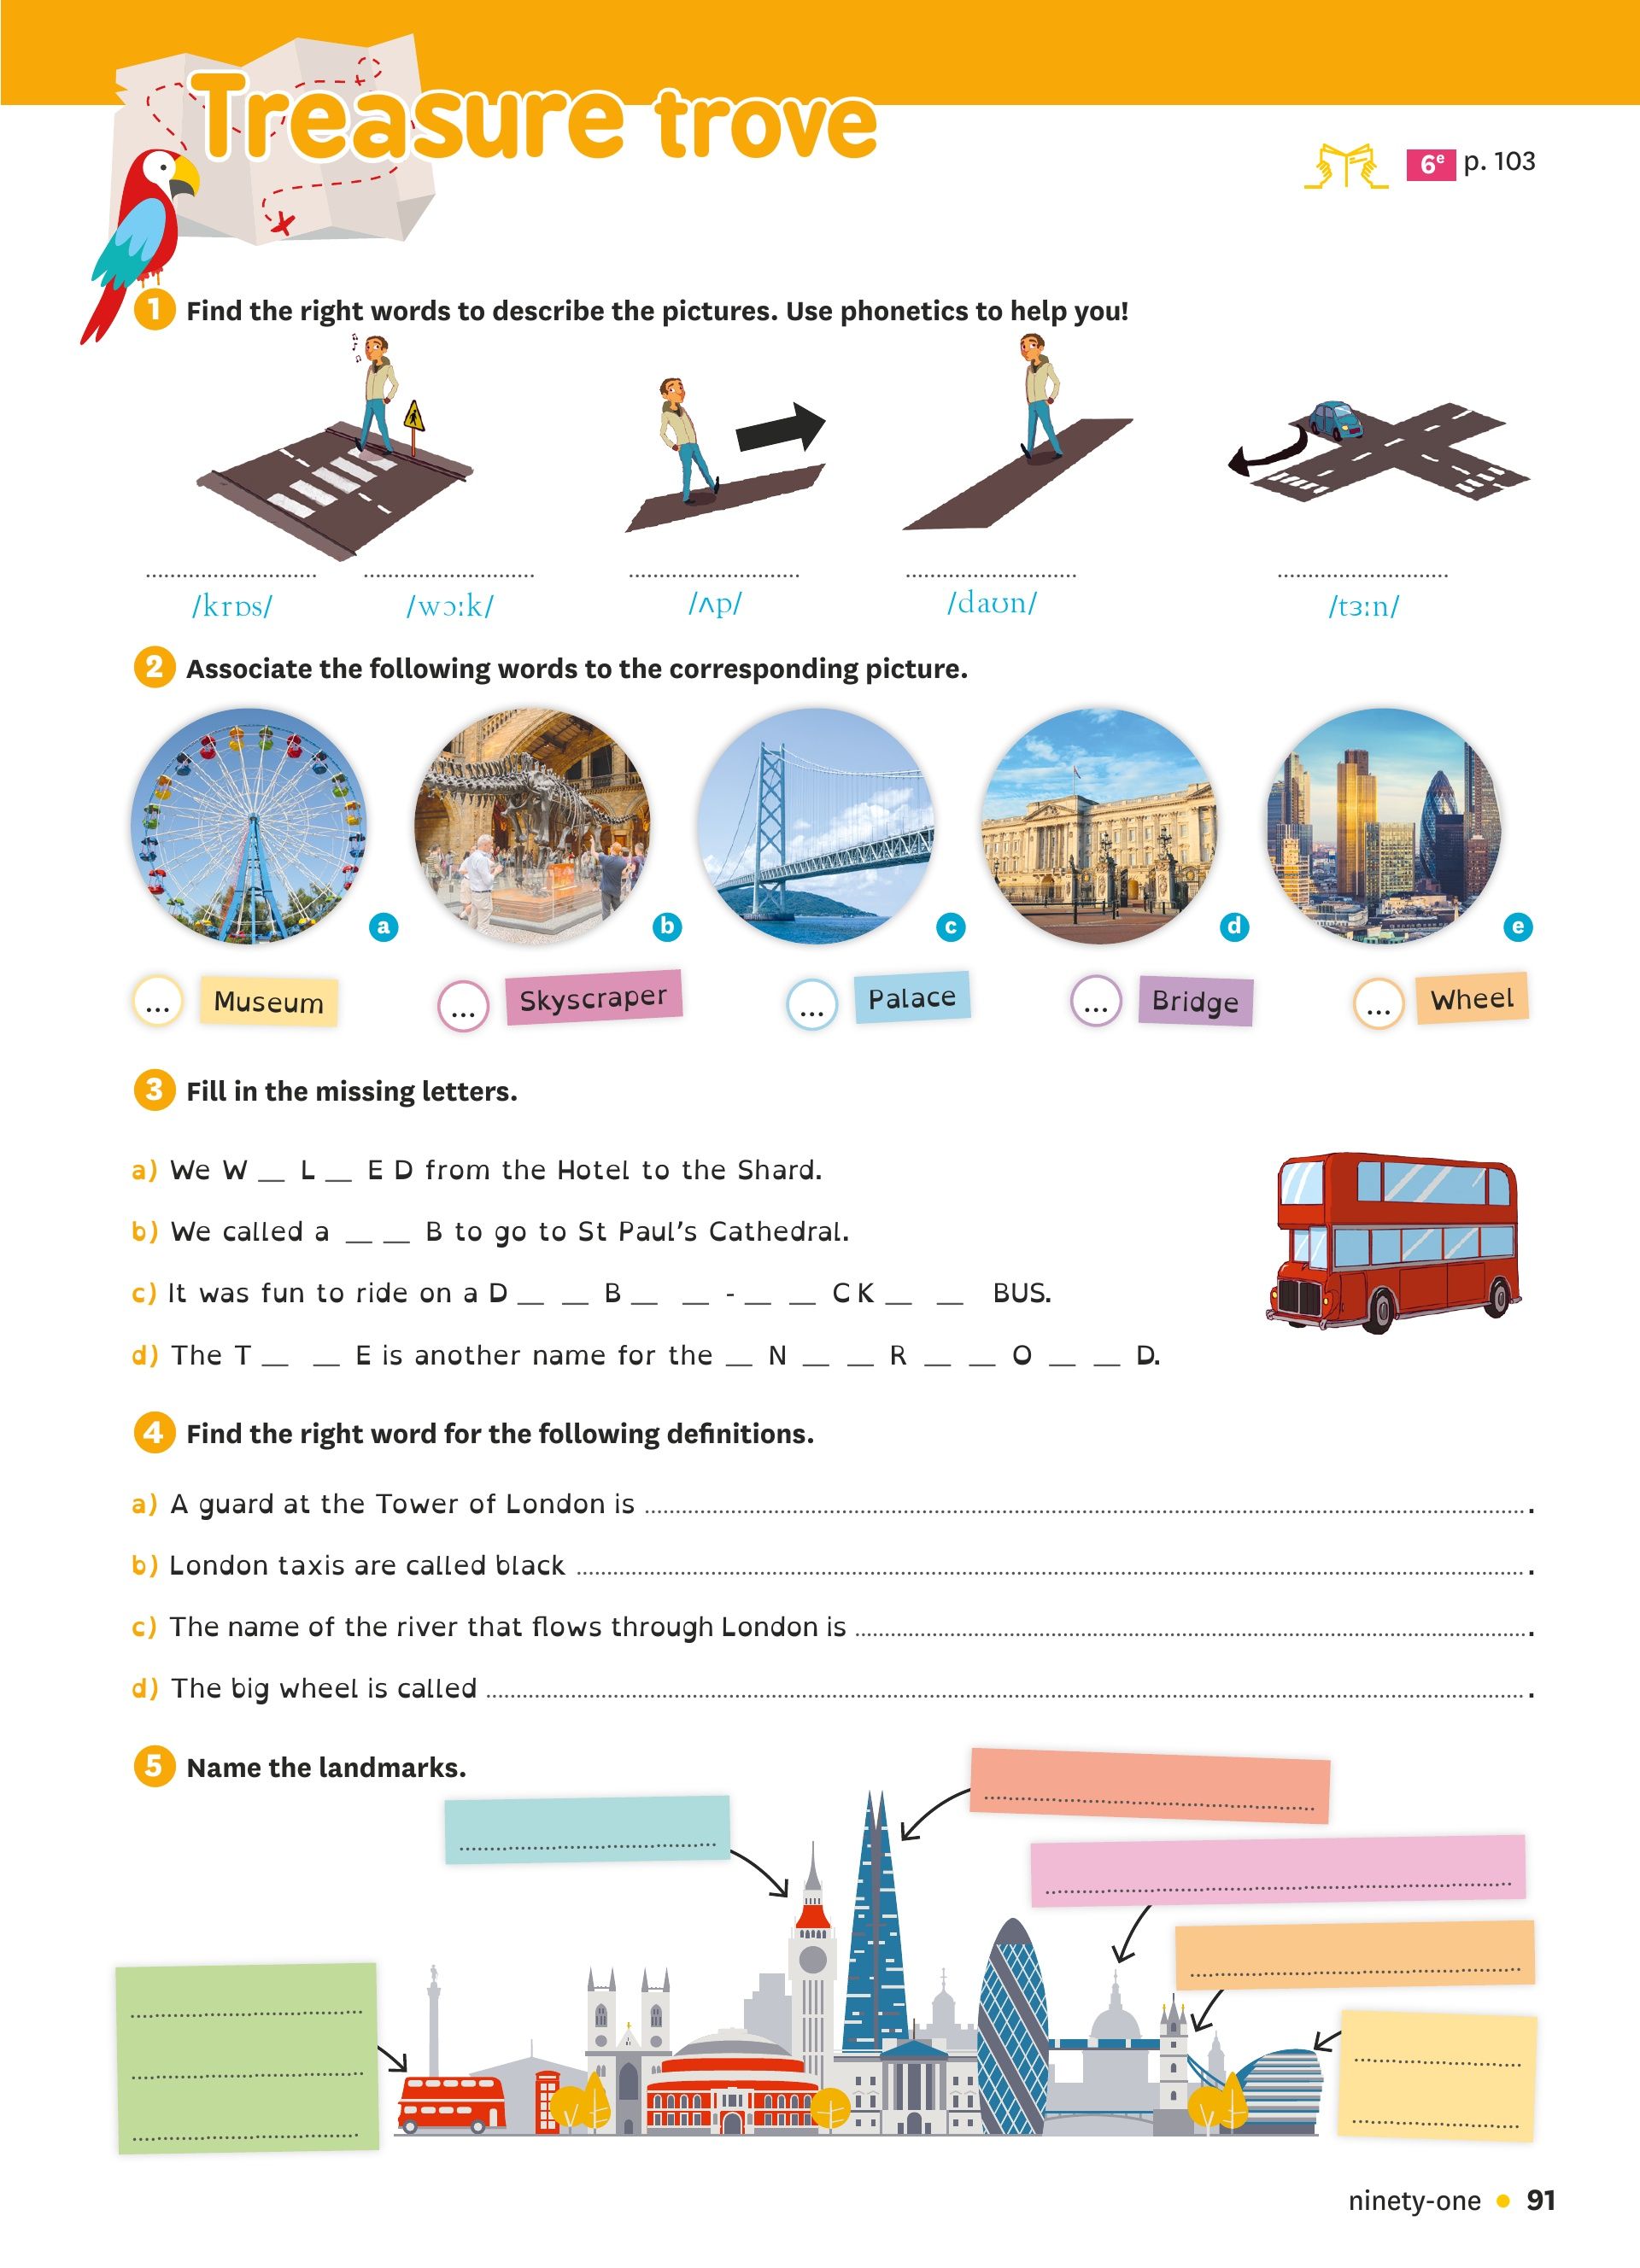 Treasure trove
6e p. 103
1 Find the right words to describe the pictures. Use phonetics to help you!
.............................. .............................. .............................. .............................. ..............................
/krɒs/ /wɔːk/ /ʌp/ /daʊn/ /tɜːn/
2 Associate the following words to the corresponding picture.
a b c d e
... Museum ... Skyscraper ... Palace ... Bridge ... Wheel
3 Fill in the missing letters.
a) We W __ L __ E D from the Hotel to the Shard.
b) We called a __ __ B to go to St Paul's Cathedral.
c) It was fun to ride on a D __ __ B __ __ - __ __ C K __ __ BUS.
d) The T __ __ E is another name for the __ N __ __ R __ __ O __ __ D.
4 Find the right word for the following definitions.
a) A guard at the Tower of London is ..............................
b) London taxis are called black ..............................
c) The name of the river that flows through London is ..............................
d) The big wheel is called ..............................
5 Name the landmarks.
ninety-one • 91